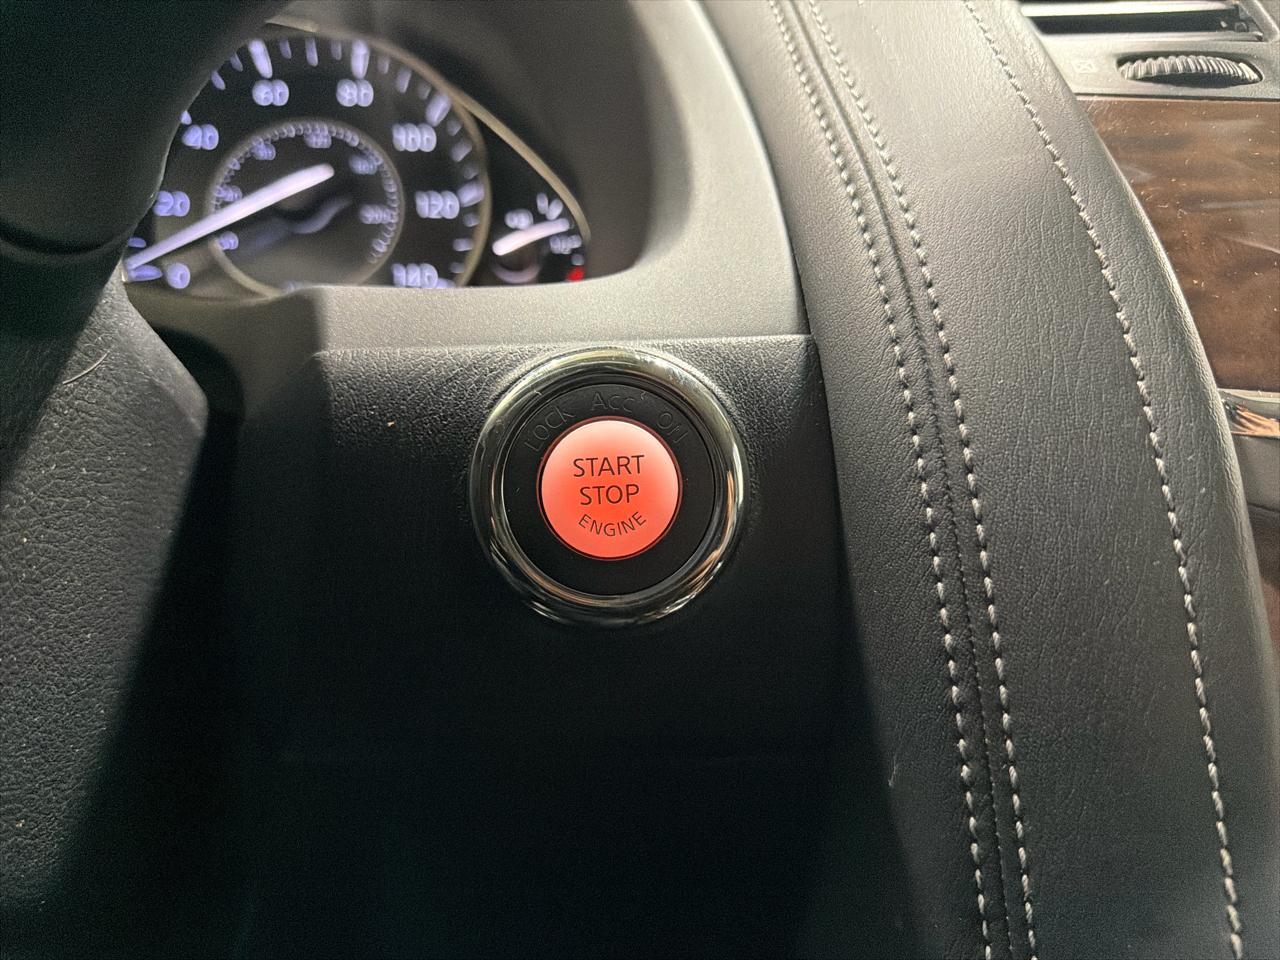 60 80
40 100
20 120
0 140
LOCK ACC ON
START
STOP
ENGINE